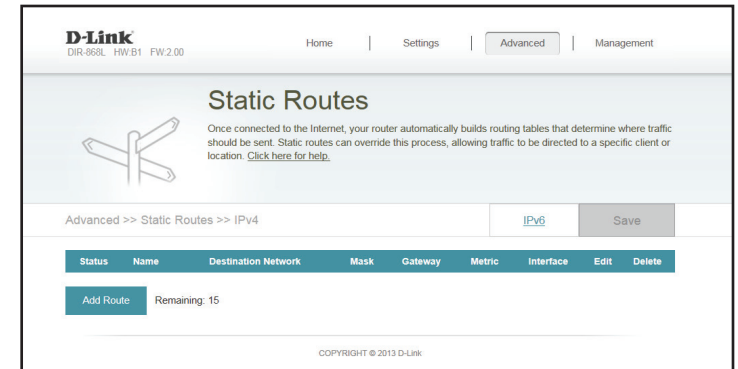 D-Link
DIR-868L HW:B1 FW:2.00
Home | Settings | Advanced | Management
Static Routes
Once connected to the Internet, your router automatically builds routing tables that determine where traffic
should be sent. Static routes can override this process, allowing traffic to be directed to a specific client or
location. Click here for help.
Advanced >> Static Routes >> IPv4
IPv6
Save
Status Name Destination Network Mask Gateway Metric Interface Edit Delete
Add Route Remaining: 15
COPYRIGHT © 2013 D-Link